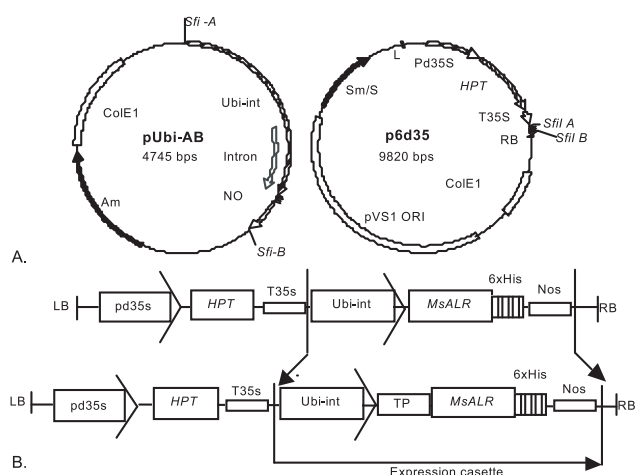 Sfi -A
L
Pd35S
HPT
ColE1
Ubi-int
Sm/S
T35S
SfiI A
pUbi-AB
p6d35
RB
SfiI B
4745 bps
Intron
9820 bps
ColE1
Am
NO
pVS1 ORI
Sfi-B
A.
6xHis
LB
pd35s
HPT
T35s
Ubi-int
MsALR
Nos
RB
6xHis
LB
pd35s
HPT
T35s
Ubi-int
TP
MsALR
Nos
RB
B.
Expression casette